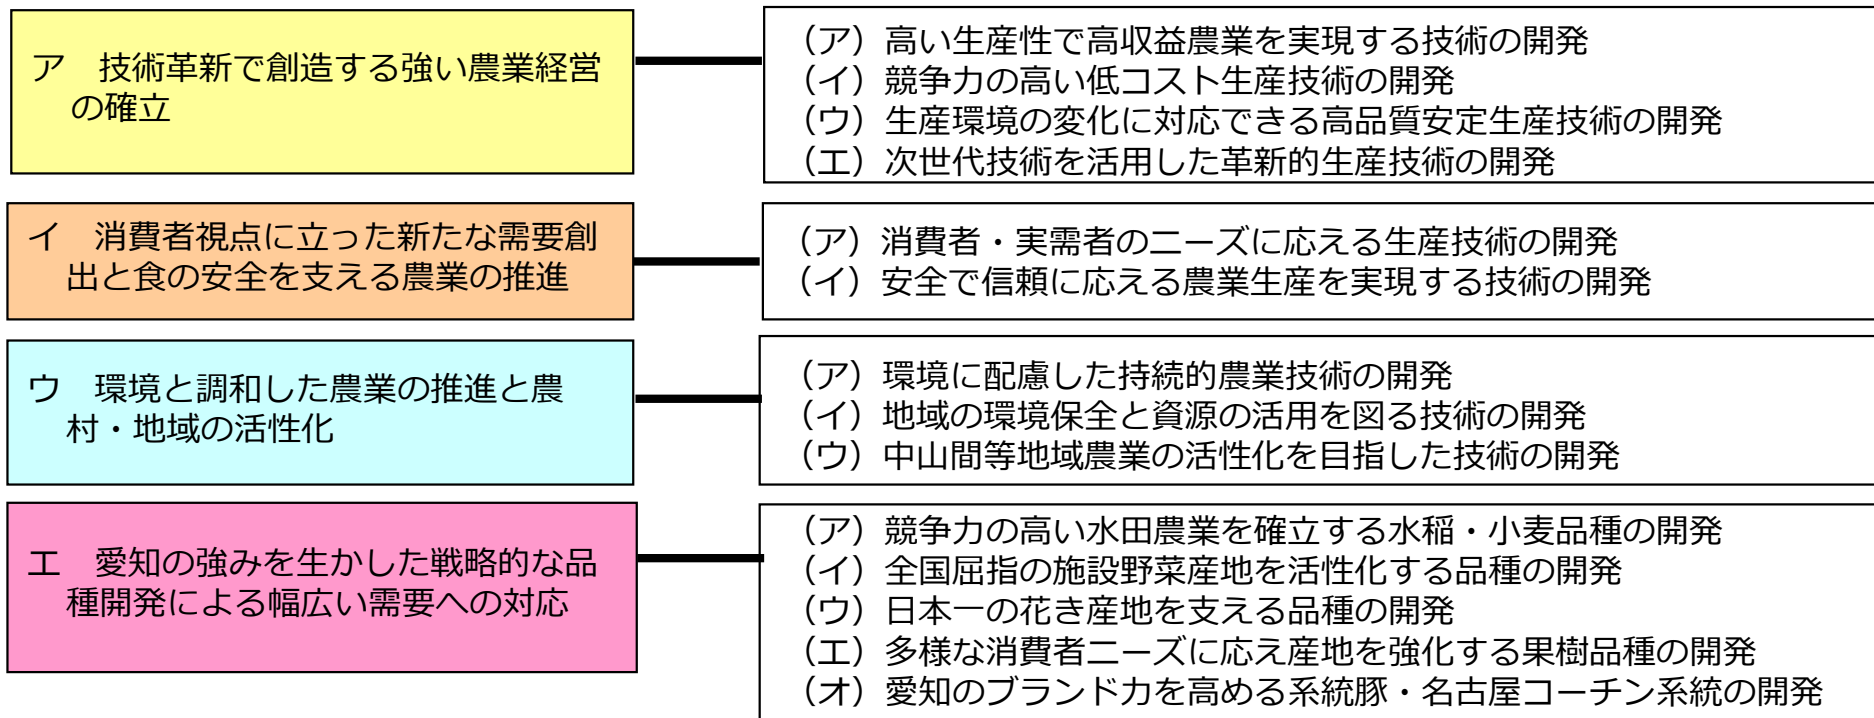 ア　技術革新で創造する強い農業経営
の確立
（ア）高い生産性で高収益農業を実現する技術の開発
（イ）競争力の高い低コスト生産技術の開発
（ウ）生産環境の変化に対応できる高品質安定生産技術の開発
（エ）次世代技術を活用した革新的生産技術の開発
イ　消費者視点に立った新たな需要創
出と食の安全を支える農業の推進
（ア）消費者・実需者のニーズに応える生産技術の開発
（イ）安全で信頼に応える農業生産を実現する技術の開発
ウ　環境と調和した農業の推進と農
村・地域の活性化
（ア）環境に配慮した持続的農業技術の開発
（イ）地域の環境保全と資源の活用を図る技術の開発
（ウ）中山間等地域農業の活性化を目指した技術の開発
エ　愛知の強みを生かした戦略的な品
種開発による幅広い需要への対応
（ア）競争力の高い水田農業を確立する水稲・小麦品種の開発
（イ）全国屈指の施設野菜産地を活性化する品種の開発
（ウ）日本一の花き産地を支える品種の開発
（エ）多様な消費者ニーズに応え産地を強化する果樹品種の開発
（オ）愛知のブランド力を高める系統豚・名古屋コーチン系統の開発